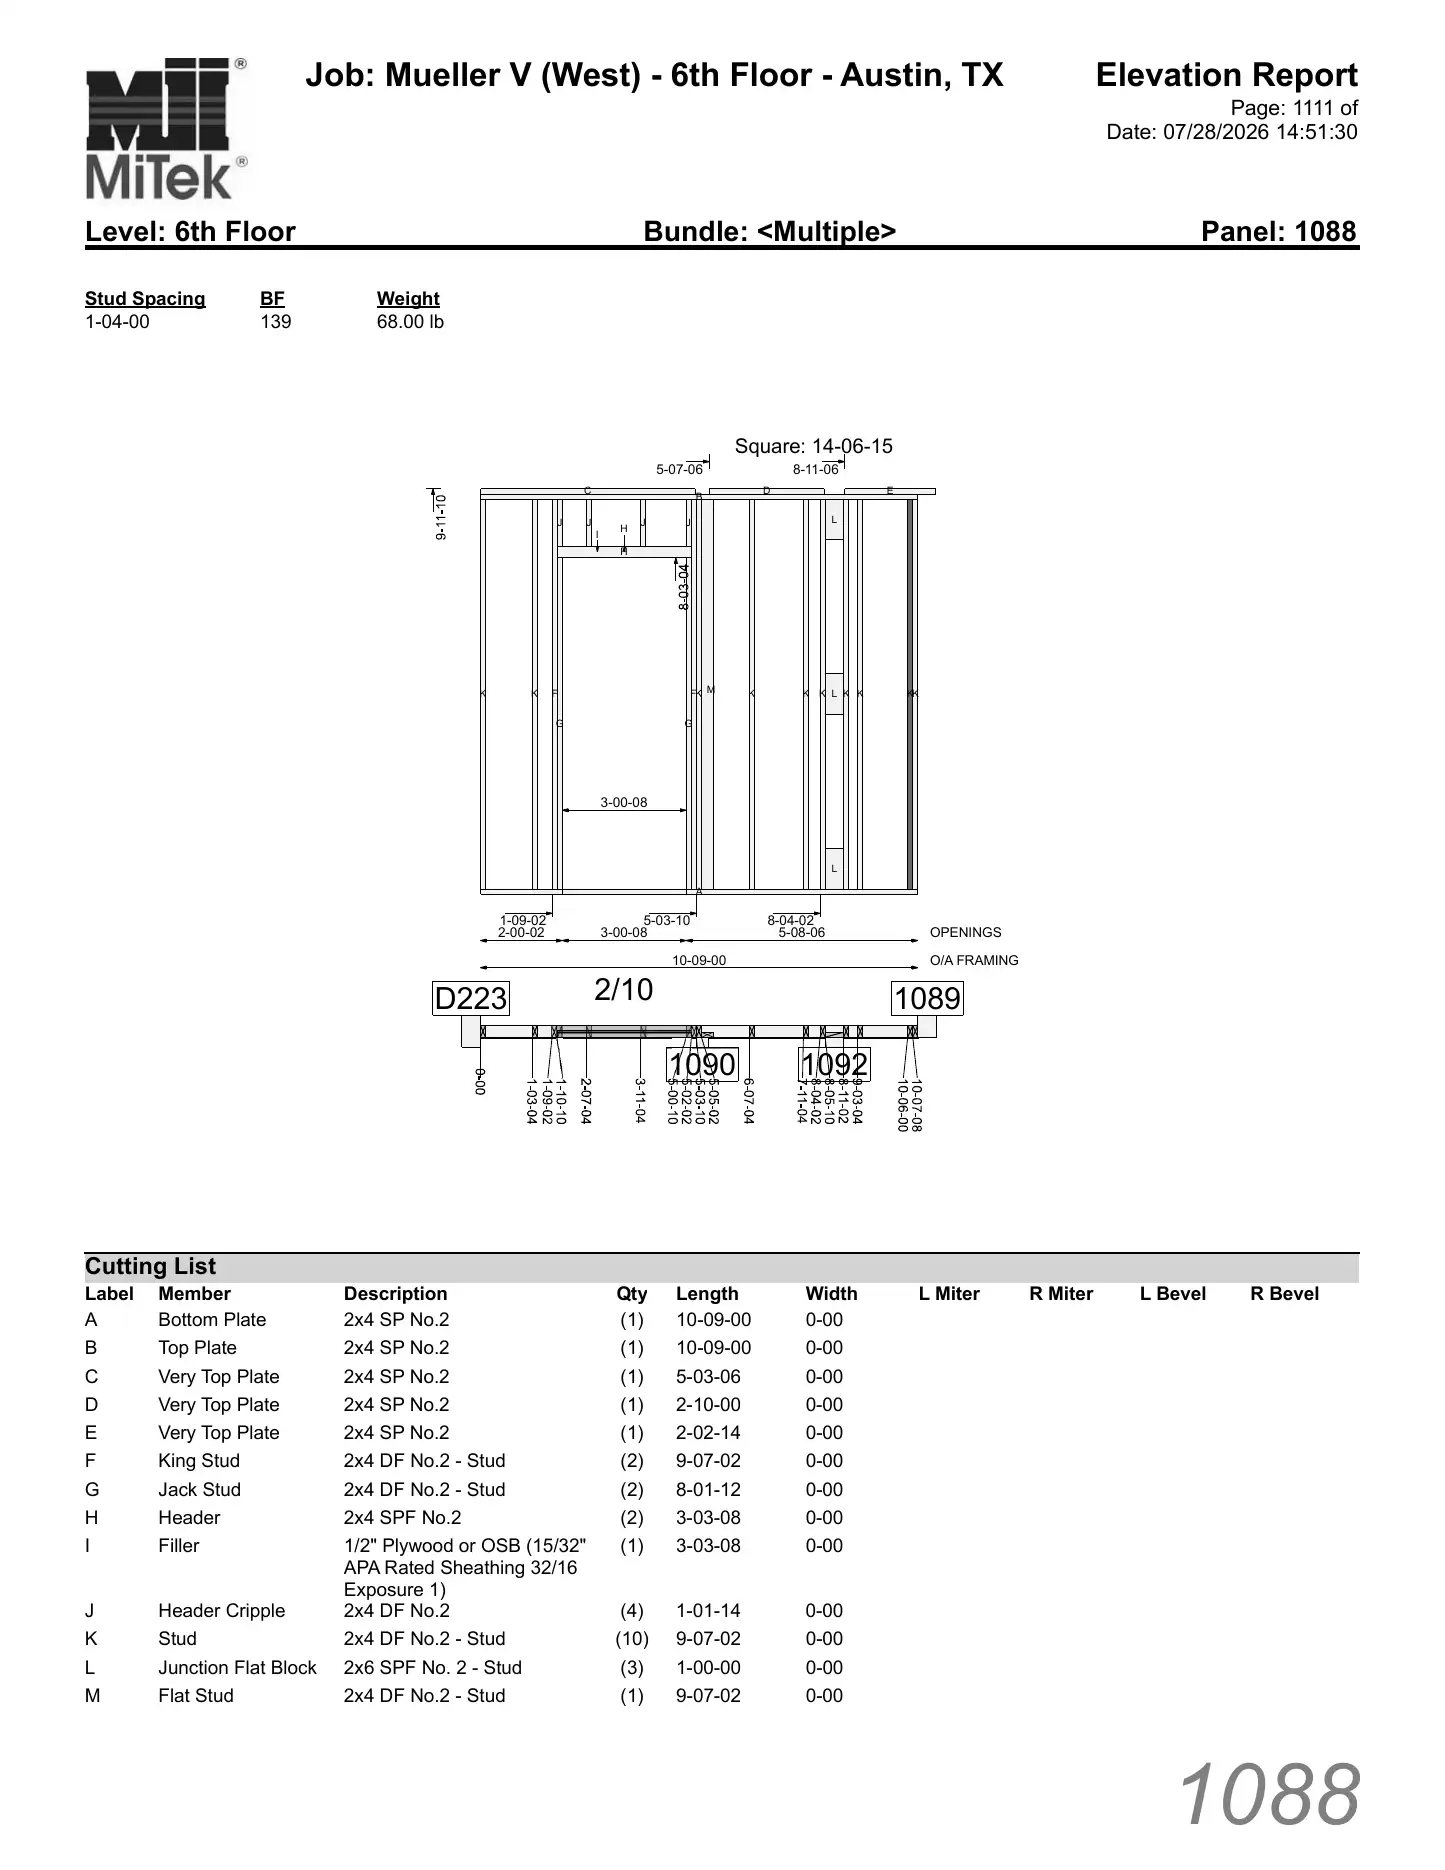 Job: Mueller V (West) - 6th Floor - Austin, TX
Elevation Report
Page: 1111 of
Date: 07/28/2026 14:51:30
MiTek®
Level: 6th Floor Bundle: <Multiple> Panel: 1088
Stud Spacing BF Weight
1-04-00 139 68.00 lb
Square: 14-06-15
5-07-06 8-11-06
C B D E
9-11-10
J J J J L
H
I
H
8-03-04
K K F F K M K K K L K K K K
G G
3-00-08
L
A
1-09-02 5-03-10 8-04-02
2-00-02 3-00-08 5-08-06 OPENINGS
10-09-00 O/A FRAMING
D223 2/10 1089
1090 1092
0-00 1-03-04 1-09-02 1-10-10 2-07-04 3-11-04 5-00-10 5-02-02 5-03-10 5-05-02 6-07-04 7-11-04 8-04-02 8-05-10 8-11-02 9-03-04 10-06-00 10-07-08
Cutting List
Label Member Description Qty Length Width L Miter R Miter L Bevel R Bevel
A Bottom Plate 2x4 SP No.2 (1) 10-09-00 0-00
B Top Plate 2x4 SP No.2 (1) 10-09-00 0-00
C Very Top Plate 2x4 SP No.2 (1) 5-03-06 0-00
D Very Top Plate 2x4 SP No.2 (1) 2-10-00 0-00
E Very Top Plate 2x4 SP No.2 (1) 2-02-14 0-00
F King Stud 2x4 DF No.2 - Stud (2) 9-07-02 0-00
G Jack Stud 2x4 DF No.2 - Stud (2) 8-01-12 0-00
H Header 2x4 SPF No.2 (2) 3-03-08 0-00
I Filler 1/2" Plywood or OSB (15/32" (1) 3-03-08 0-00
APA Rated Sheathing 32/16
Exposure 1)
J Header Cripple 2x4 DF No.2 (4) 1-01-14 0-00
K Stud 2x4 DF No.2 - Stud (10) 9-07-02 0-00
L Junction Flat Block 2x6 SPF No. 2 - Stud (3) 1-00-00 0-00
M Flat Stud 2x4 DF No.2 - Stud (1) 9-07-02 0-00
1088